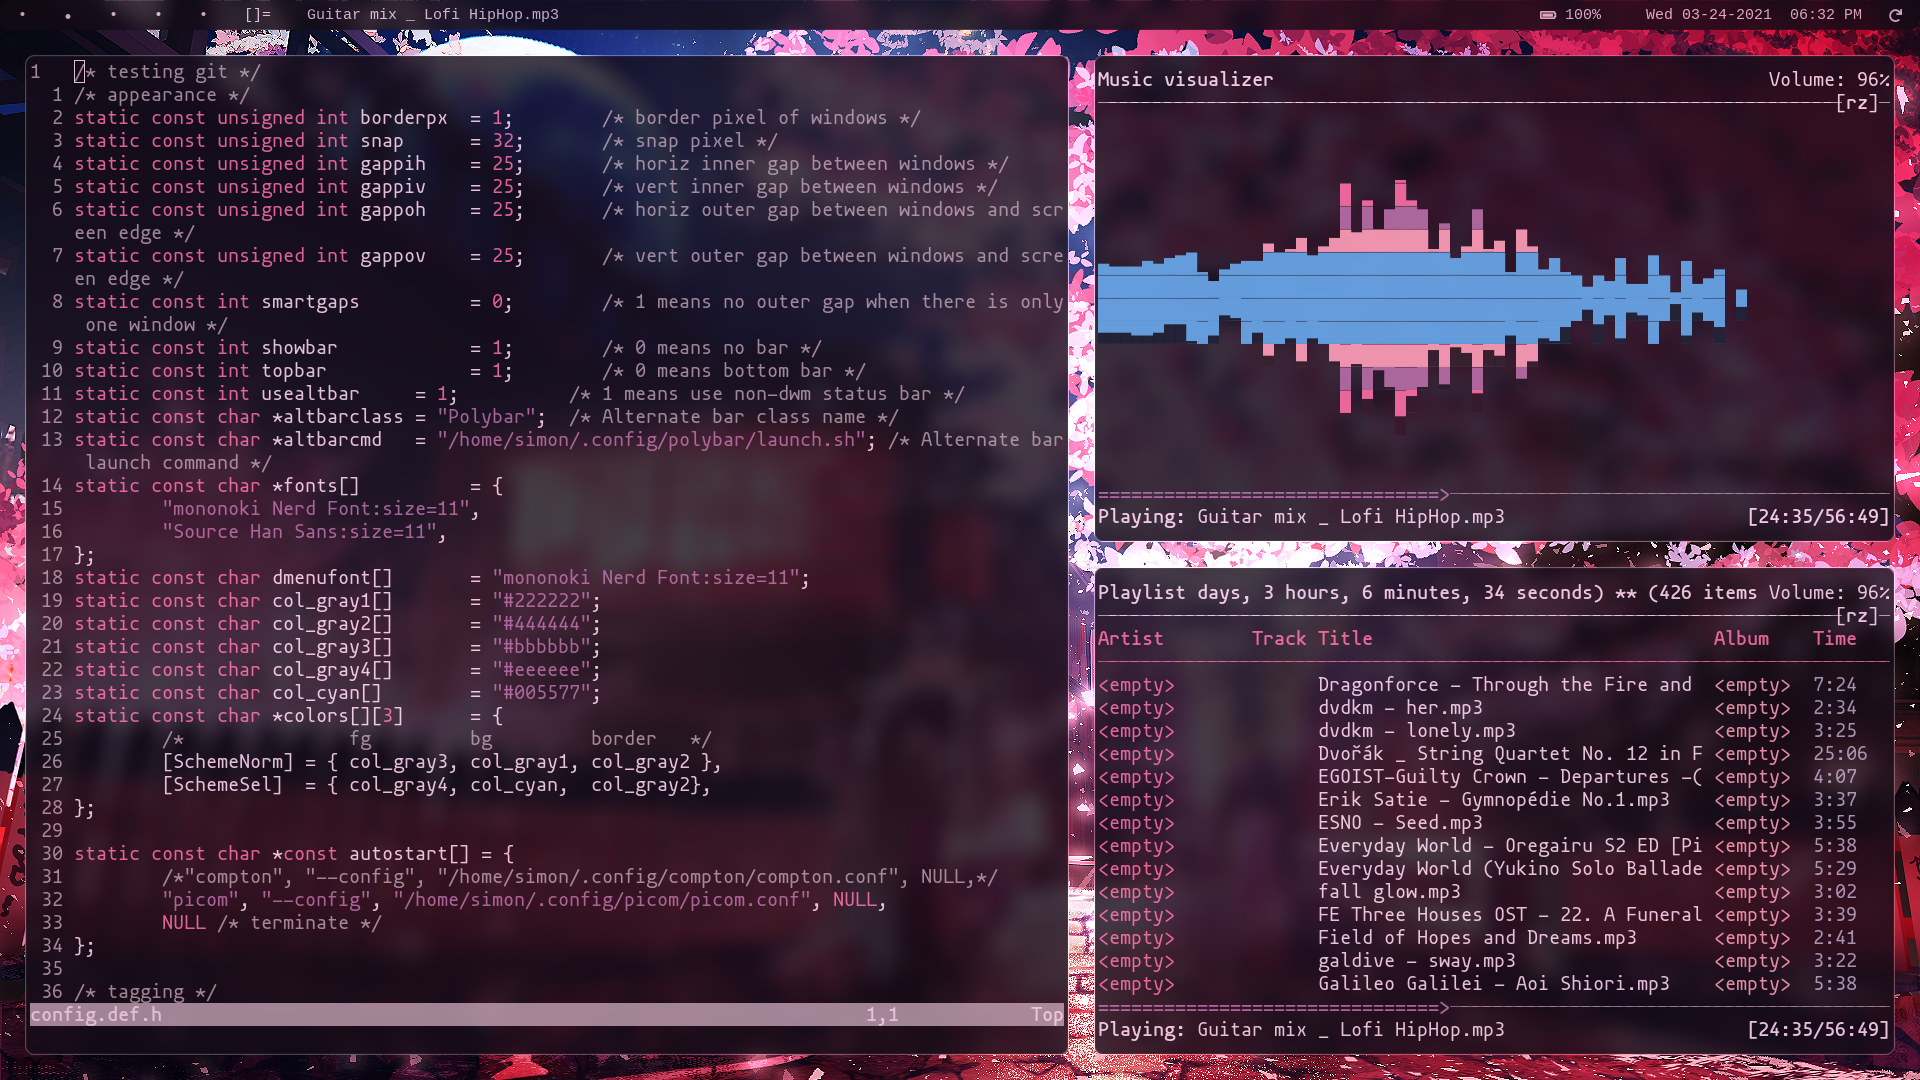 []= Guitar mix _ Lofi HipHop.mp3 100% Wed 03-24-2021 06:32 PM
1 /* testing git */
1 /* appearance */
2 static const unsigned int borderpx = 1; /* border pixel of windows */
3 static const unsigned int snap = 32; /* snap pixel */
4 static const unsigned int gappih = 25; /* horiz inner gap between windows */
5 static const unsigned int gappiv = 25; /* vert inner gap between windows */
6 static const unsigned int gappoh = 25; /* horiz outer gap between windows and scr
een edge */
7 static const unsigned int gappov = 25; /* vert outer gap between windows and scre
en edge */
8 static const int smartgaps = 0; /* 1 means no outer gap when there is only
one window */
9 static const int showbar = 1; /* 0 means no bar */
10 static const int topbar = 1; /* 0 means bottom bar */
11 static const int usealtbar = 1; /* 1 means use non-dwm status bar */
12 static const char *altbarclass = "Polybar"; /* Alternate bar class name */
13 static const char *altbarcmd = "/home/simon/.config/polybar/launch.sh"; /* Alternate bar
launch command */
14 static const char *fonts[] = {
15 "mononoki Nerd Font:size=11",
16 "Source Han Sans:size=11",
17 };
18 static const char dmenufont[] = "mononoki Nerd Font:size=11";
19 static const char col_gray1[] = "#222222";
20 static const char col_gray2[] = "#444444";
21 static const char col_gray3[] = "#bbbbbb";
22 static const char col_gray4[] = "#eeeeee";
23 static const char col_cyan[] = "#005577";
24 static const char *colors[][3] = {
25 /* fg bg border */
26 [SchemeNorm] = { col_gray3, col_gray1, col_gray2 },
27 [SchemeSel] = { col_gray4, col_cyan, col_gray2},
28 };
29
30 static const char *const autostart[] = {
31 /*"compton", "--config", "/home/simon/.config/compton/compton.conf", NULL,*/
32 "picom", "--config", "/home/simon/.config/picom/picom.conf", NULL,
33 NULL /* terminate */
34 };
35
36 /* tagging */
config.def.h 1,1 Top
Music visualizer Volume: 96%
[rz]
===============================>
Playing: Guitar mix _ Lofi HipHop.mp3 [24:35/56:49]
Playlist days, 3 hours, 6 minutes, 34 seconds) ** (426 items Volume: 96%
[rz]
Artist Track Title Album Time
<empty> Dragonforce – Through the Fire and <empty> 7:24
<empty> dvdkm – her.mp3 <empty> 2:34
<empty> dvdkm – lonely.mp3 <empty> 3:25
<empty> Dvořák _ String Quartet No. 12 in F <empty> 25:06
<empty> EGOIST–Guilty Crown – Departures –( <empty> 4:07
<empty> Erik Satie – Gymnopédie No.1.mp3 <empty> 3:37
<empty> ESNO – Seed.mp3 <empty> 3:55
<empty> Everyday World – Oregairu S2 ED [Pi <empty> 5:38
<empty> Everyday World (Yukino Solo Ballade <empty> 5:29
<empty> fall glow.mp3 <empty> 3:02
<empty> FE Three Houses OST – 22. A Funeral <empty> 3:39
<empty> Field of Hopes and Dreams.mp3 <empty> 2:41
<empty> galdive – sway.mp3 <empty> 3:22
<empty> Galileo Galilei – Aoi Shiori.mp3 <empty> 5:38
===============================>
Playing: Guitar mix _ Lofi HipHop.mp3 [24:35/56:49]